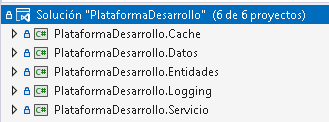 Solución "PlataformaDesarrollo" (6 de 6 proyectos)
C# PlataformaDesarrollo.Cache
C# PlataformaDesarrollo.Datos
C# PlataformaDesarrollo.Entidades
C# PlataformaDesarrollo.Logging
C# PlataformaDesarrollo.Servicio